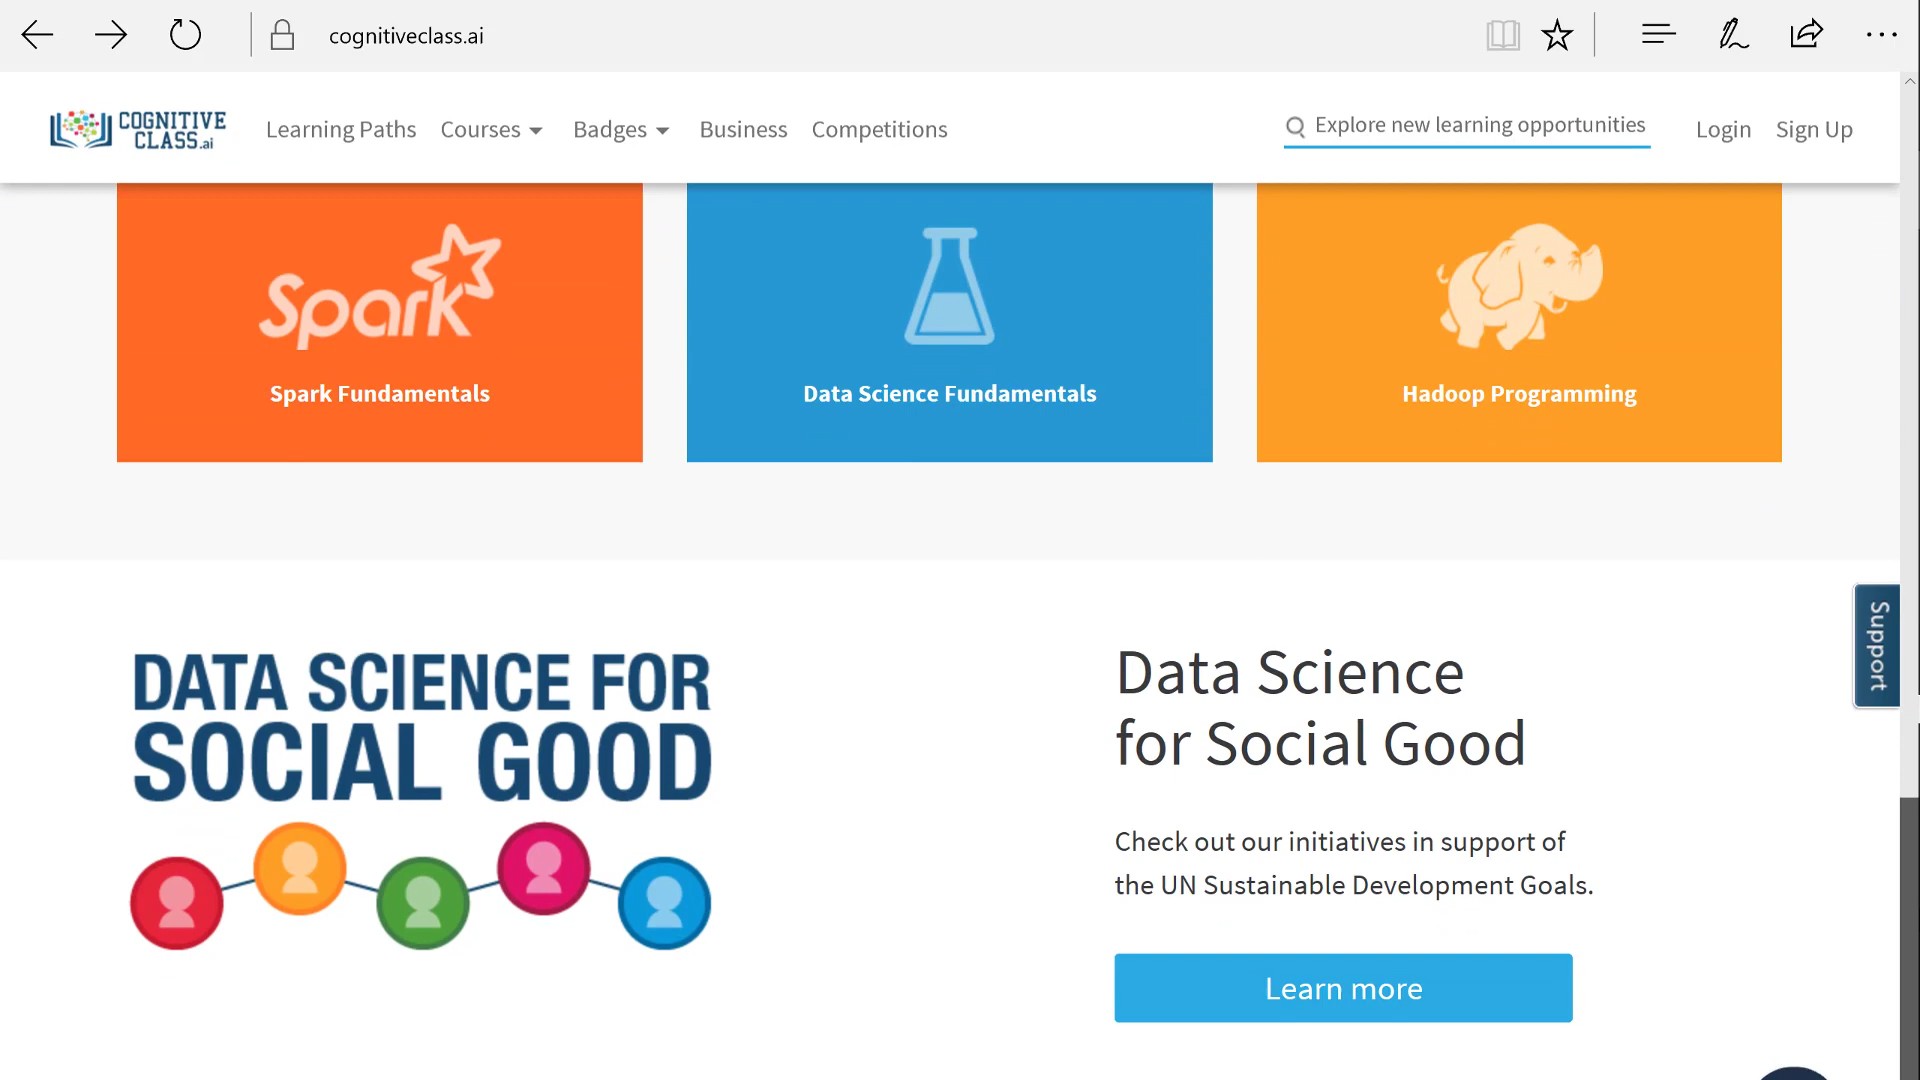 cognitiveclass.ai
COGNITIVE
CLASS.ai
Learning Paths Courses Badges Business Competitions
Explore new learning opportunities
Login Sign Up
Spark
Spark Fundamentals
Data Science Fundamentals
Hadoop Programming
Support
DATA SCIENCE FOR
SOCIAL GOOD
Data Science
for Social Good
Check out our initiatives in support of
the UN Sustainable Development Goals.
Learn more